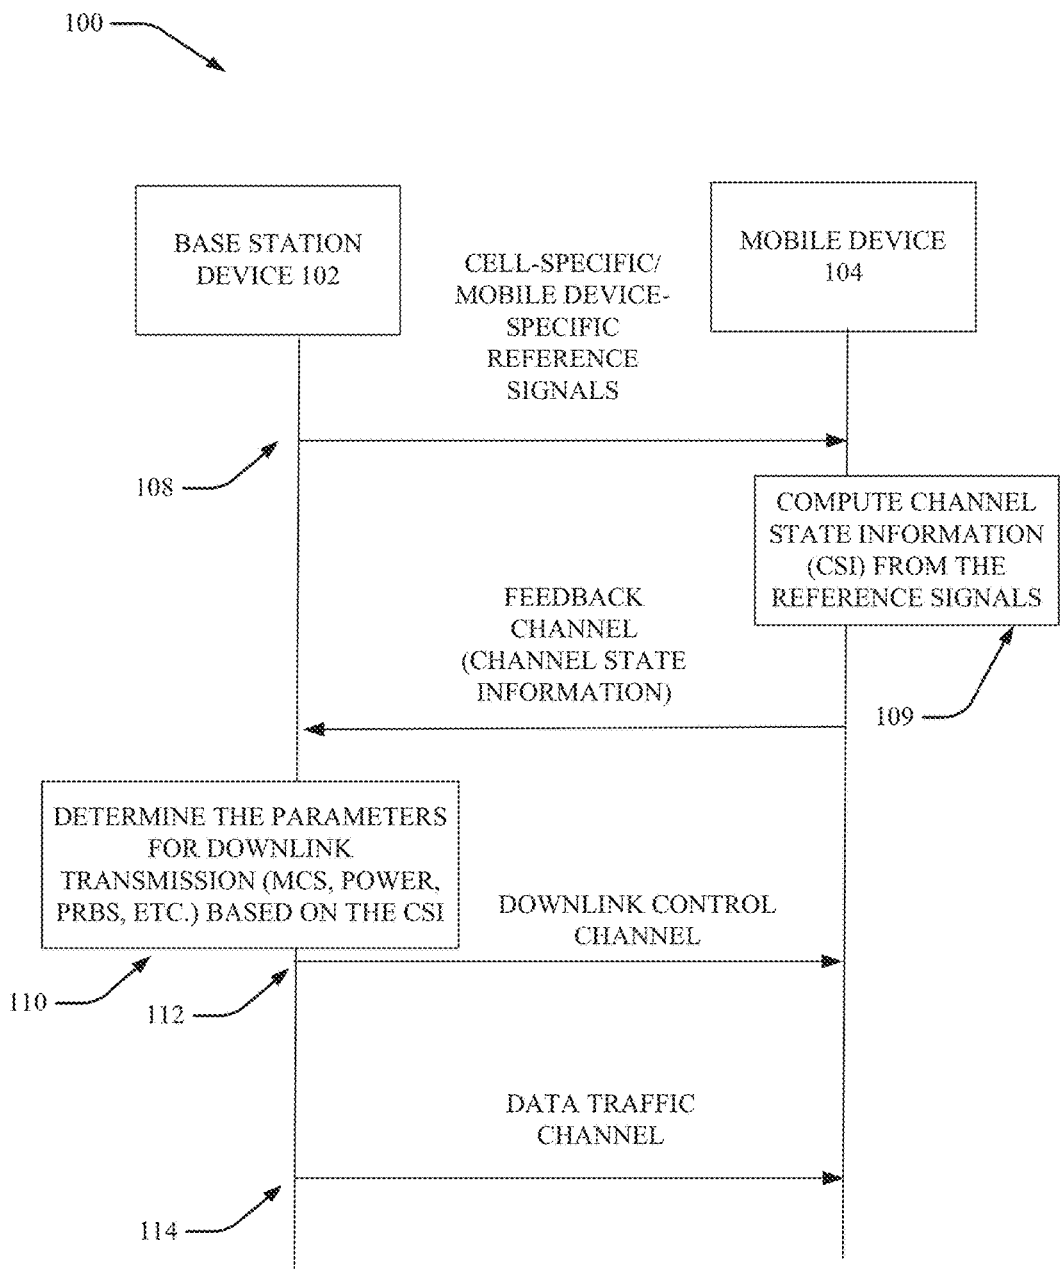 100
BASE STATION
DEVICE 102
MOBILE DEVICE
104
CELL-SPECIFIC/
MOBILE DEVICE-
SPECIFIC
REFERENCE
SIGNALS
108
COMPUTE CHANNEL
STATE INFORMATION
(CSI) FROM THE
REFERENCE SIGNALS
109
FEEDBACK
CHANNEL
(CHANNEL STATE
INFORMATION)
DETERMINE THE PARAMETERS
FOR DOWNLINK
TRANSMISSION (MCS, POWER,
PRBS, ETC.) BASED ON THE CSI
110
112
DOWNLINK CONTROL
CHANNEL
DATA TRAFFIC
CHANNEL
114